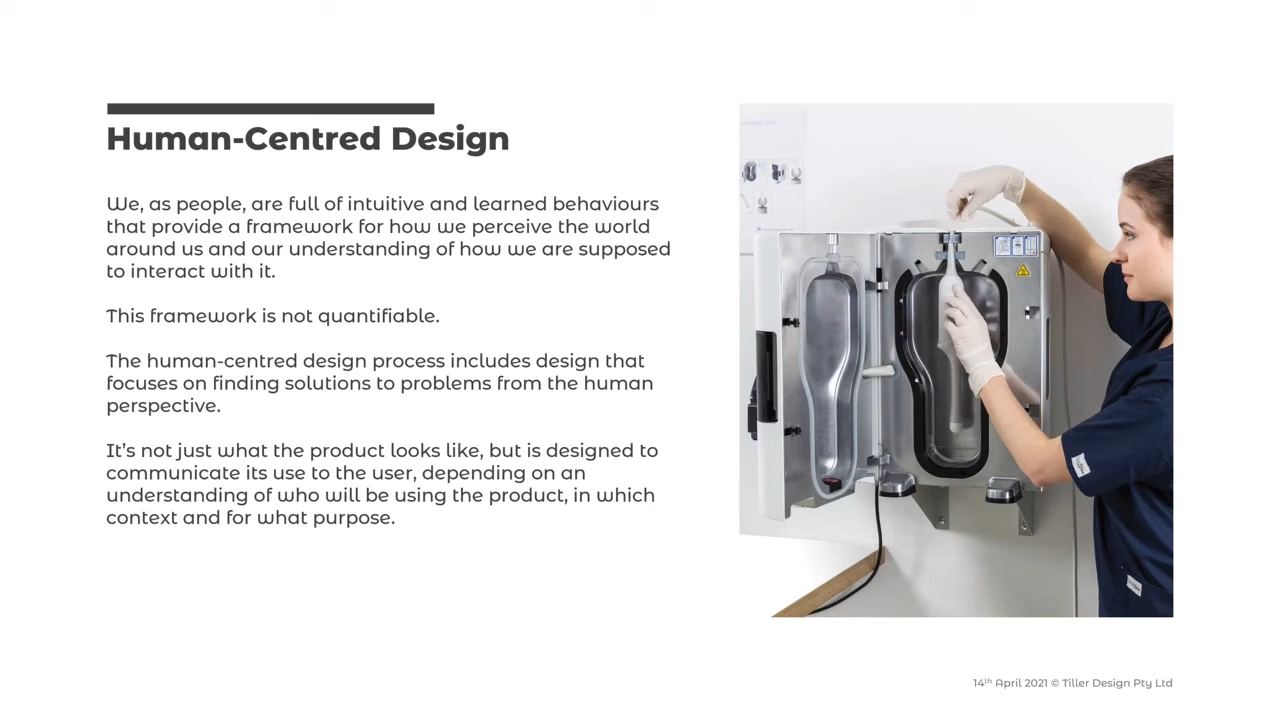 Human-Centred Design
We, as people, are full of intuitive and learned behaviours
that provide a framework for how we perceive the world
around us and our understanding of how we are supposed
to interact with it.
This framework is not quantifiable.
The human-centred design process includes design that
focuses on finding solutions to problems from the human
perspective.
It's not just what the product looks like, but is designed to
communicate its use to the user, depending on an
understanding of who will be using the product, in which
context and for what purpose.
14th April 2021 © Tiller Design Pty Ltd